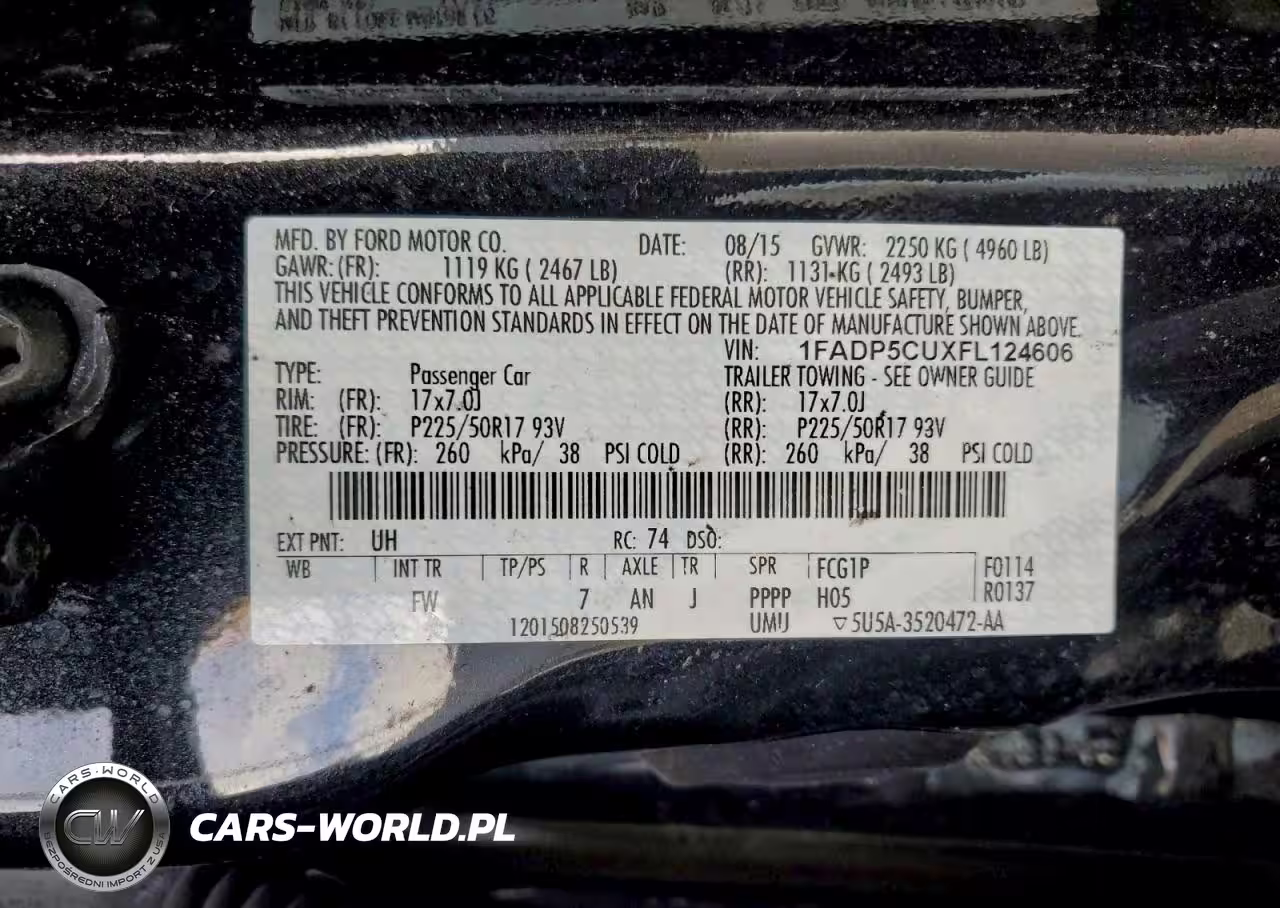 MFD. BY FORD MOTOR CO. DATE: 08/15 GVWR: 2250 KG ( 4960 LB)
GAWR: (FR): 1119 KG ( 2467 LB) (RR): 1131 KG ( 2493 LB)
THIS VEHICLE CONFORMS TO ALL APPLICABLE FEDERAL MOTOR VEHICLE SAFETY, BUMPER,
AND THEFT PREVENTION STANDARDS IN EFFECT ON THE DATE OF MANUFACTURE SHOWN ABOVE.
VIN: 1FADP5CUXFL124606
TYPE: Passenger Car TRAILER TOWING - SEE OWNER GUIDE
RIM: (FR): 17x7.0J (RR): 17x7.0J
TIRE: (FR): P225/50R17 93V (RR): P225/50R17 93V
PRESSURE: (FR): 260 kPa/ 38 PSI COLD (RR): 260 kPa/ 38 PSI COLD
EXT PNT: UH RC: 74 DSO:
WB INT TR TP/PS R AXLE TR SPR FCG1P F0114
FW 7 AN J PPPP H05 R0137
1201508250539 UMU ▽5U5A-3520472-AA
CARS-WORLD
CW
BEZPOŚREDNI IMPORT Z USA
CARS-WORLD.PL